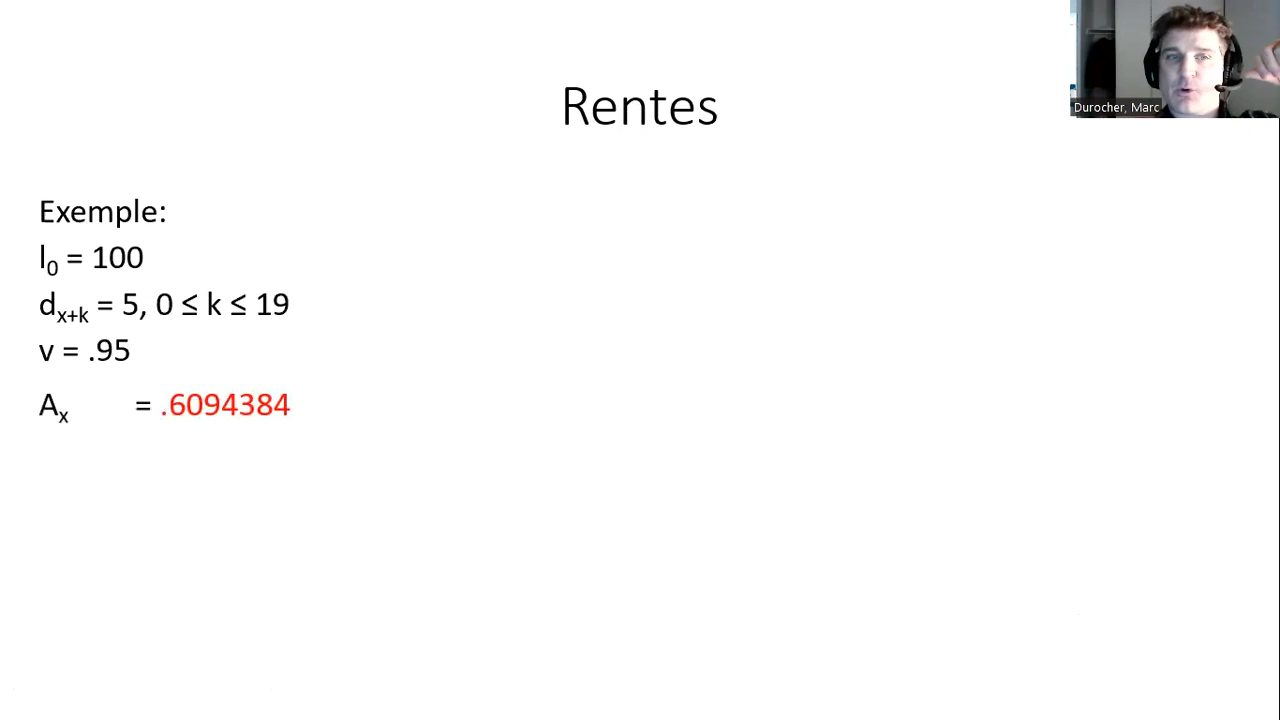 Durocher, Marc
Rentes
Exemple:
l₀ = 100
dₓ₊ₖ = 5, 0 ≤ k ≤ 19
v = .95
Aₓ = .6094384